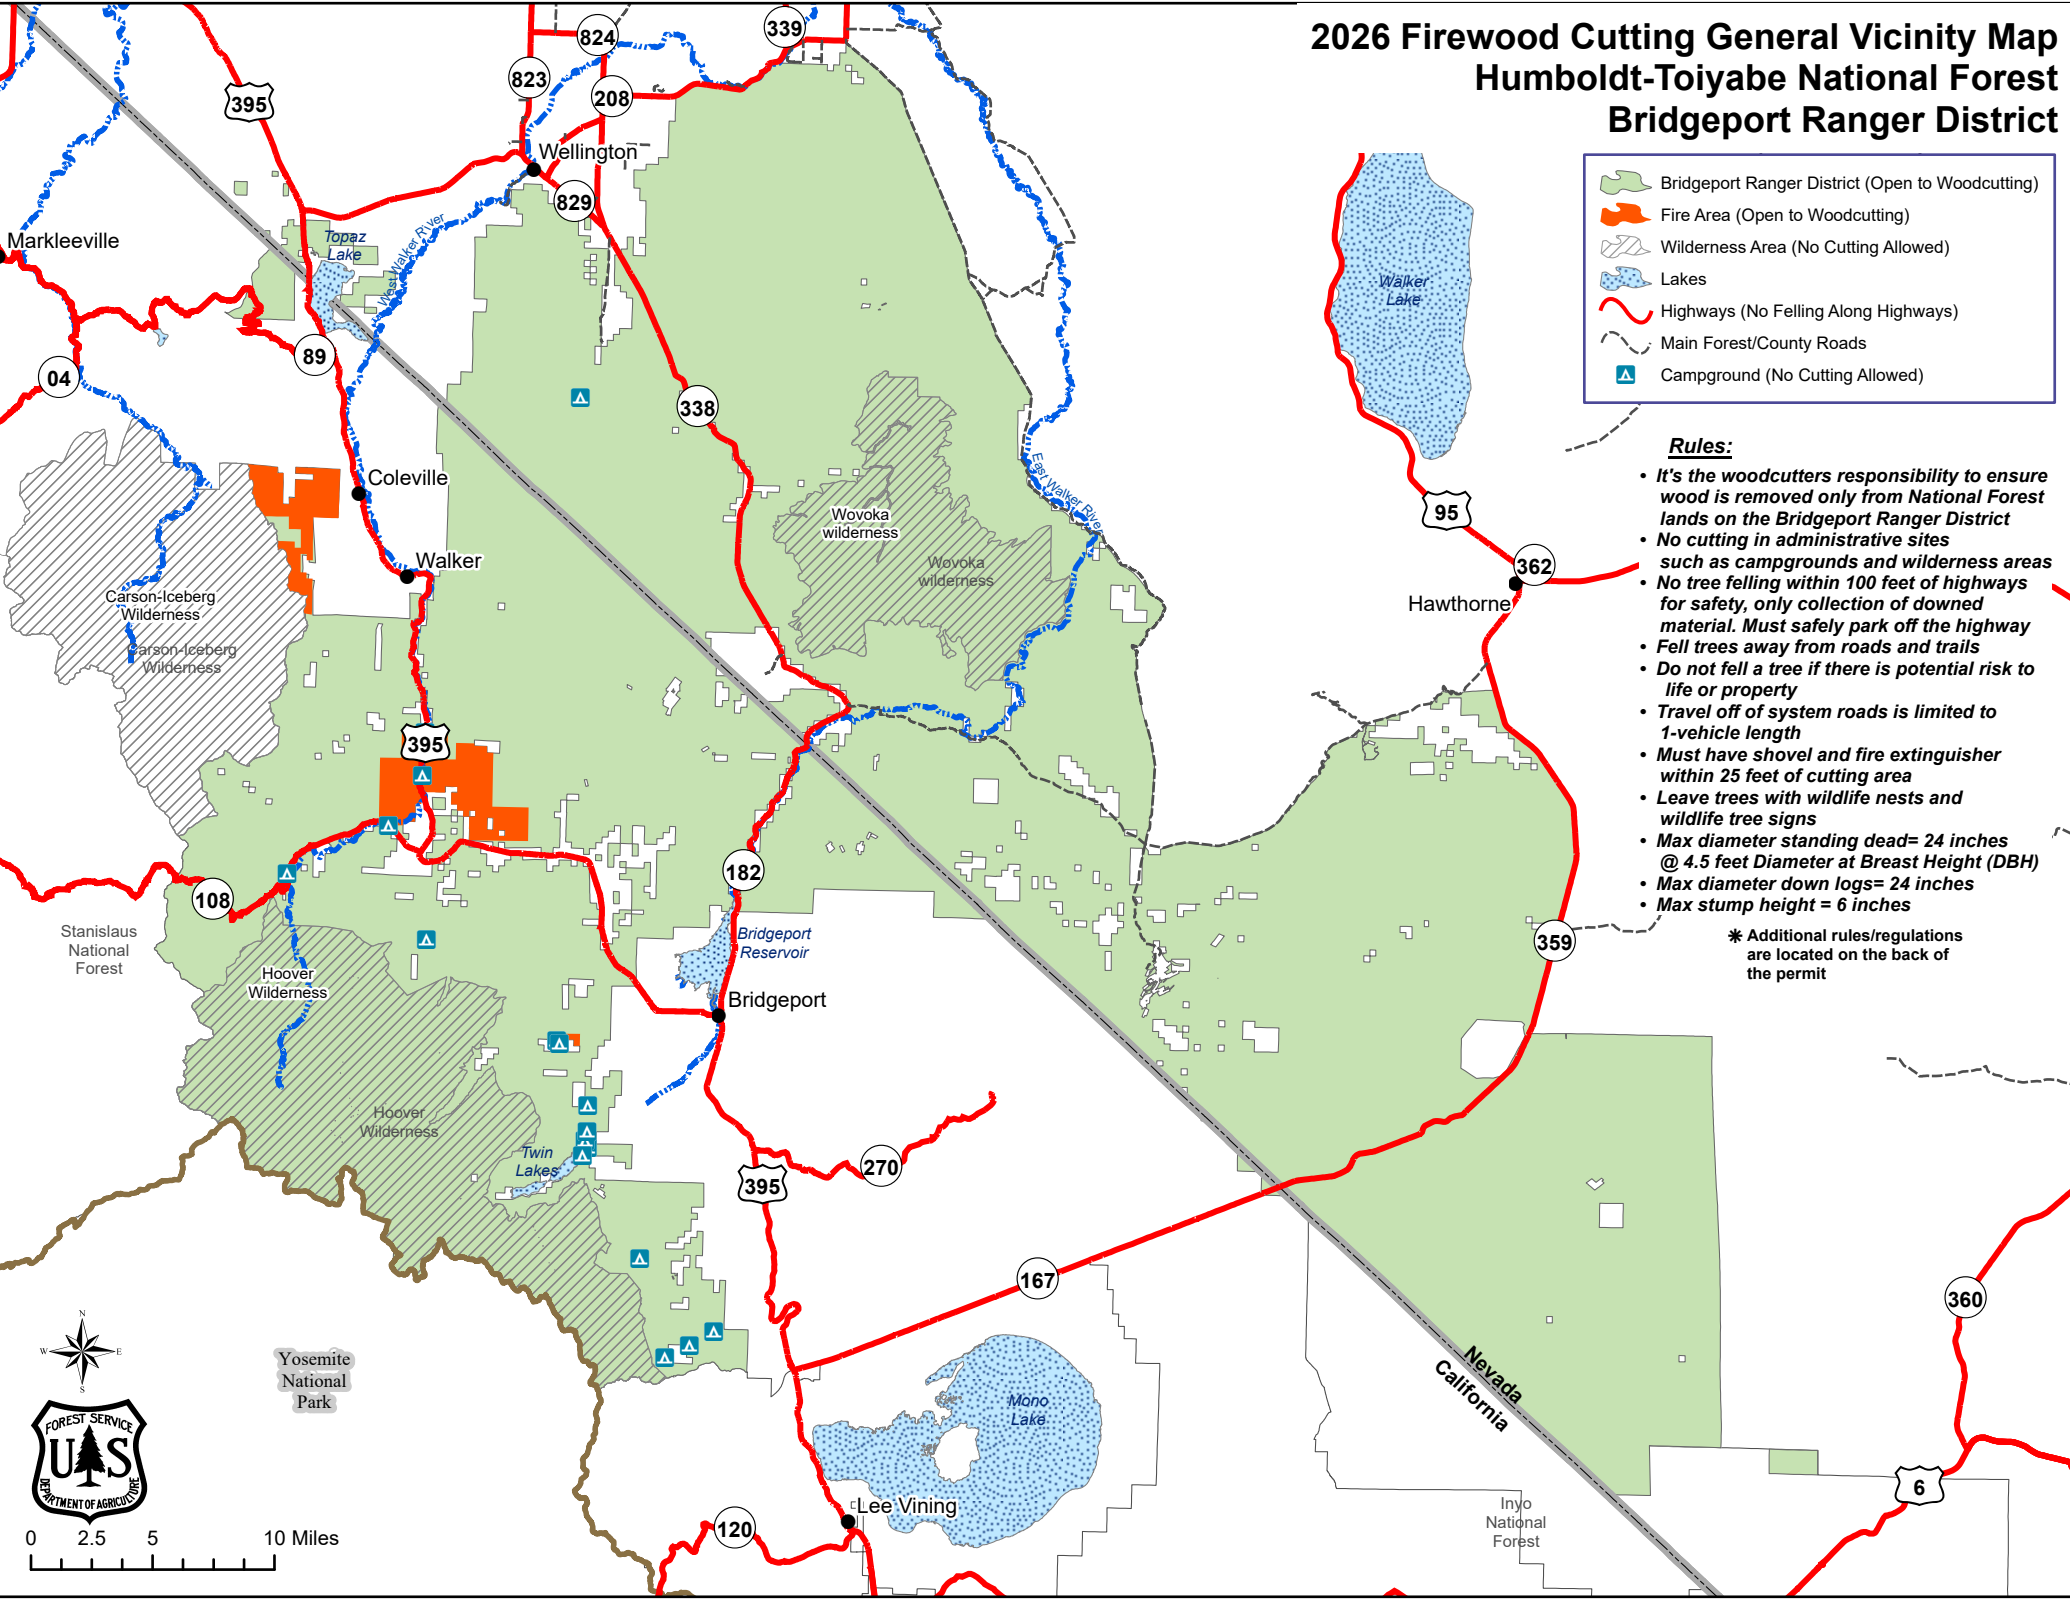 2026 Firewood Cutting General Vicinity Map
Humboldt-Toiyabe National Forest
Bridgeport Ranger District
Bridgeport Ranger District (Open to Woodcutting)
Fire Area (Open to Woodcutting)
Wilderness Area (No Cutting Allowed)
Lakes
Highways (No Felling Along Highways)
Main Forest/County Roads
Campground (No Cutting Allowed)
Rules:
• It's the woodcutters responsibility to ensure
wood is removed only from National Forest
lands on the Bridgeport Ranger District
• No cutting in administrative sites
such as campgrounds and wilderness areas
• No tree felling within 100 feet of highways
for safety, only collection of downed
material. Must safely park off the highway
• Fell trees away from roads and trails
• Do not fell a tree if there is potential risk to
life or property
• Travel off of system roads is limited to
1-vehicle length
• Must have shovel and fire extinguisher
within 25 feet of cutting area
• Leave trees with wildlife nests and
wildlife tree signs
• Max diameter standing dead= 24 inches
@ 4.5 feet Diameter at Breast Height (DBH)
• Max diameter down logs= 24 inches
• Max stump height = 6 inches
✱ Additional rules/regulations
are located on the back of
the permit
339
824
823
395
208
Wellington
829
Markleeville
Topaz
Lake
West Walker River
Walker
Lake
89
04
338
Coleville
East Walker River
95
Wovoka
wilderness
Wovoka
wilderness
Walker
362
Hawthorne
Carson-Iceberg
Wilderness
Carson-Iceberg
Wilderness
395
182
108
Stanislaus
National
Forest
359
Bridgeport
Reservoir
Hoover
Wilderness
Bridgeport
Hoover
Wilderness
Twin
Lakes
270
395
167
360
Nevada
California
Yosemite
National
Park
N
W
E
S
Mono
Lake
FOREST SERVICE
U S
DEPARTMENT OF AGRICULTURE
6
Lee Vining
Inyo
National
Forest
120
0 2.5 5 10 Miles